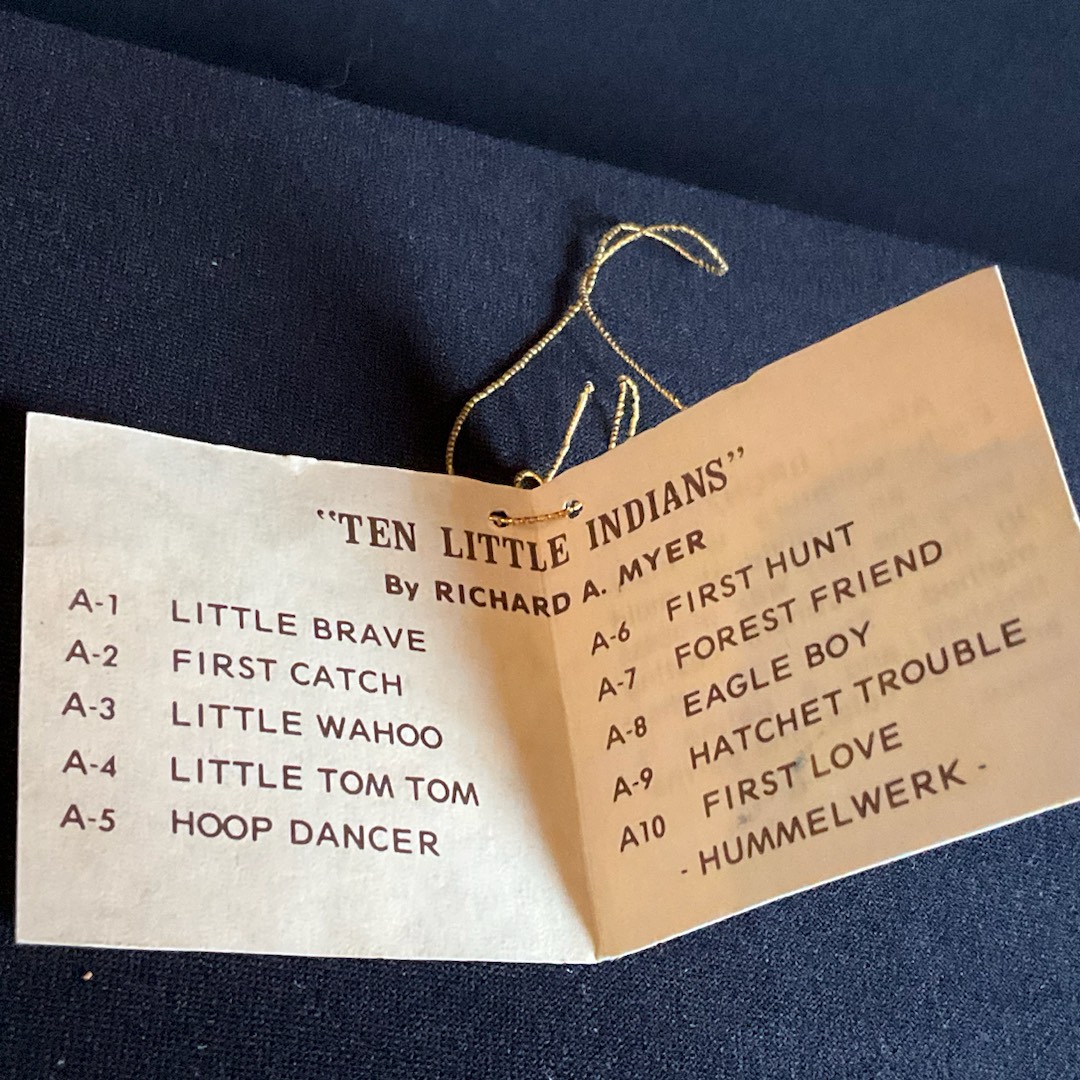 “TEN LITTLE INDIANS”
By RICHARD A. MYER
A-1 LITTLE BRAVE
A-2 FIRST CATCH
A-3 LITTLE WAHOO
A-4 LITTLE TOM TOM
A-5 HOOP DANCER
A-6 FIRST HUNT
A-7 FOREST FRIEND
A-8 EAGLE BOY
A-9 HATCHET TROUBLE
A10 FIRST LOVE
- HUMMELWERK -